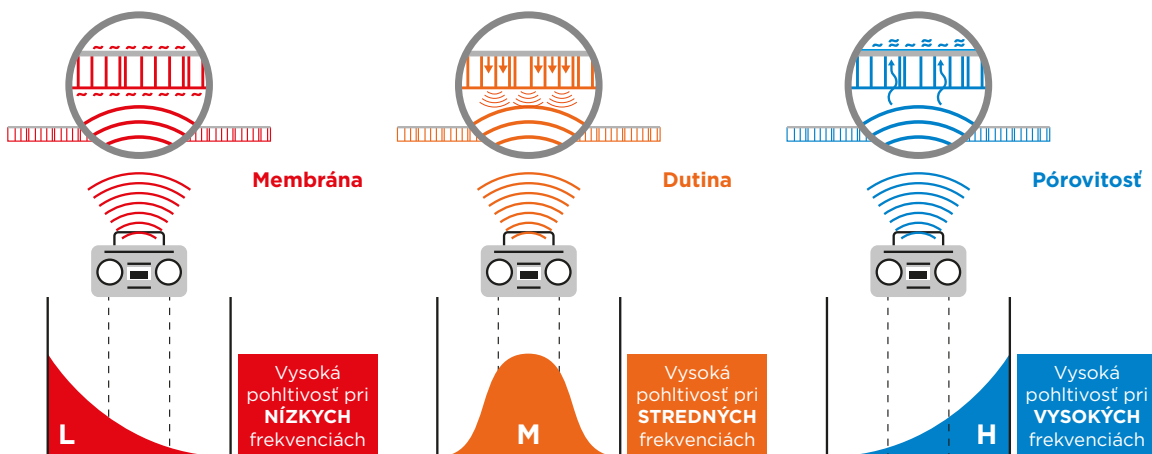 Membrána
Dutina
Pórovitosť
L
Vysoká
pohltivosť pri
NÍZKYCH
frekvenciách
M
Vysoká
pohltivosť pri
STREDNÝCH
frekvenciách
H
Vysoká
pohltivosť pri
VYSOKÝCH
frekvenciách